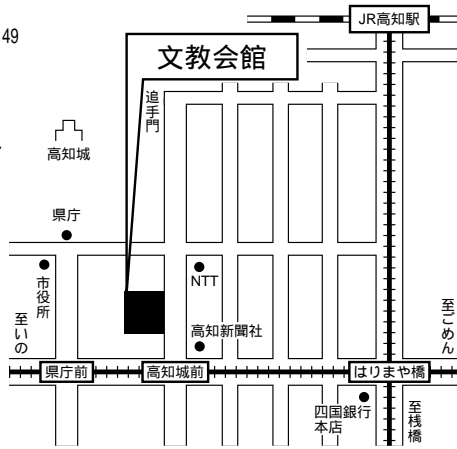 JR高知駅
49
文教会館
追手門
高知城
県庁
市役所
NTT
至いの
至ごめん
高知新聞社
県庁前
高知城前
はりまや橋
四国銀行
本店
至桟橋